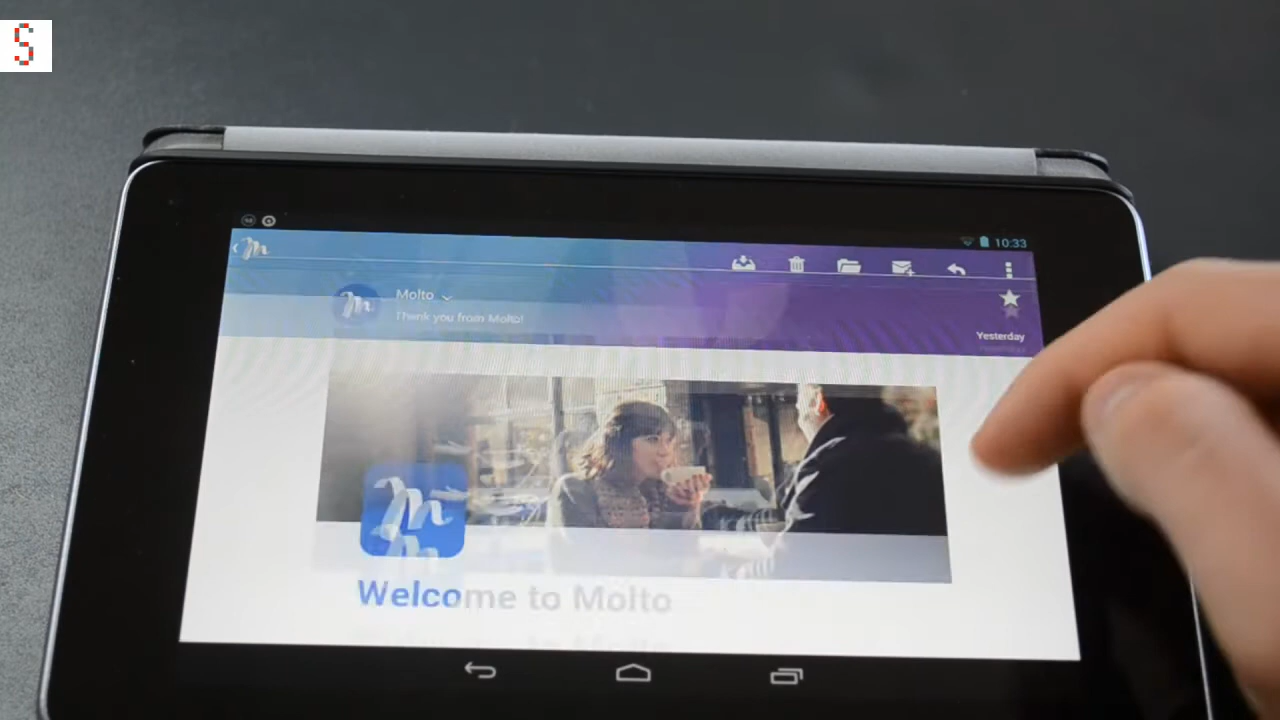 S
10:33
Molto
Thank you from Molto!
Yesterday
Welcome to Molto